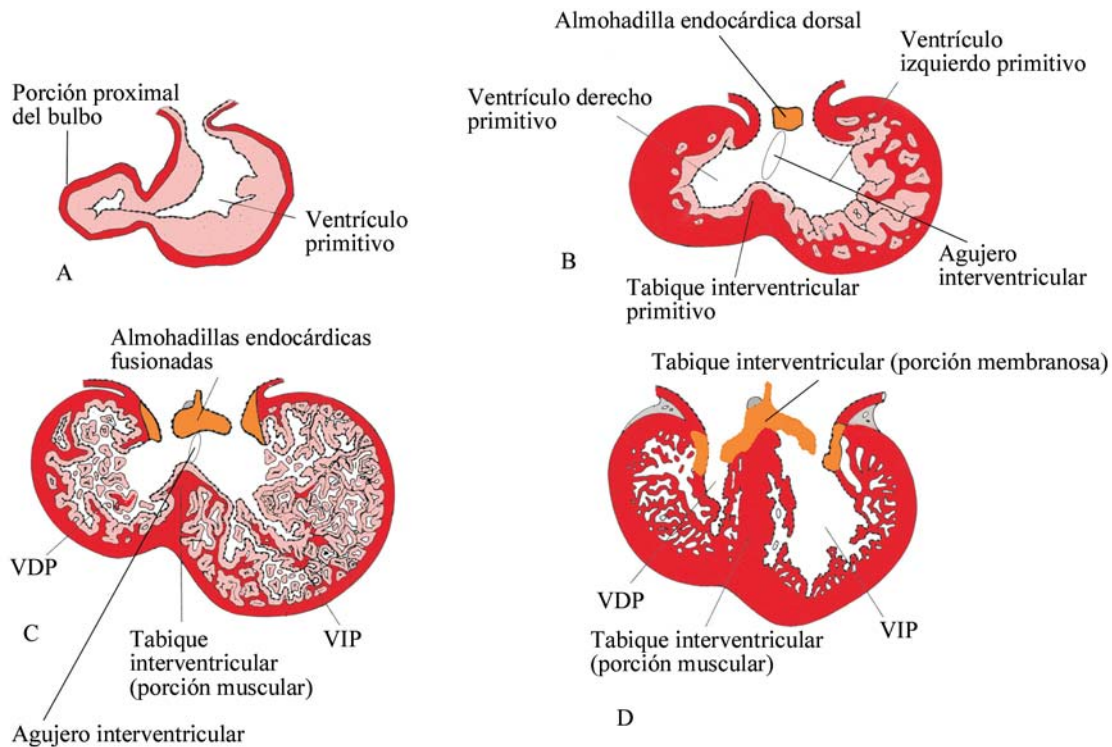 Porción proximal
del bulbo
Ventrículo
primitivo
A
Almohadilla endocárdica dorsal
Ventrículo
izquierdo primitivo
Ventrículo derecho
primitivo
Agujero
interventricular
Tabique interventricular
primitivo
B
Almohadillas endocárdicas
fusionadas
VDP
VIP
Tabique
interventricular
(porción muscular)
C
Agujero interventricular
Tabique interventricular (porción membranosa)
VDP
VIP
Tabique interventricular
(porción muscular)
D